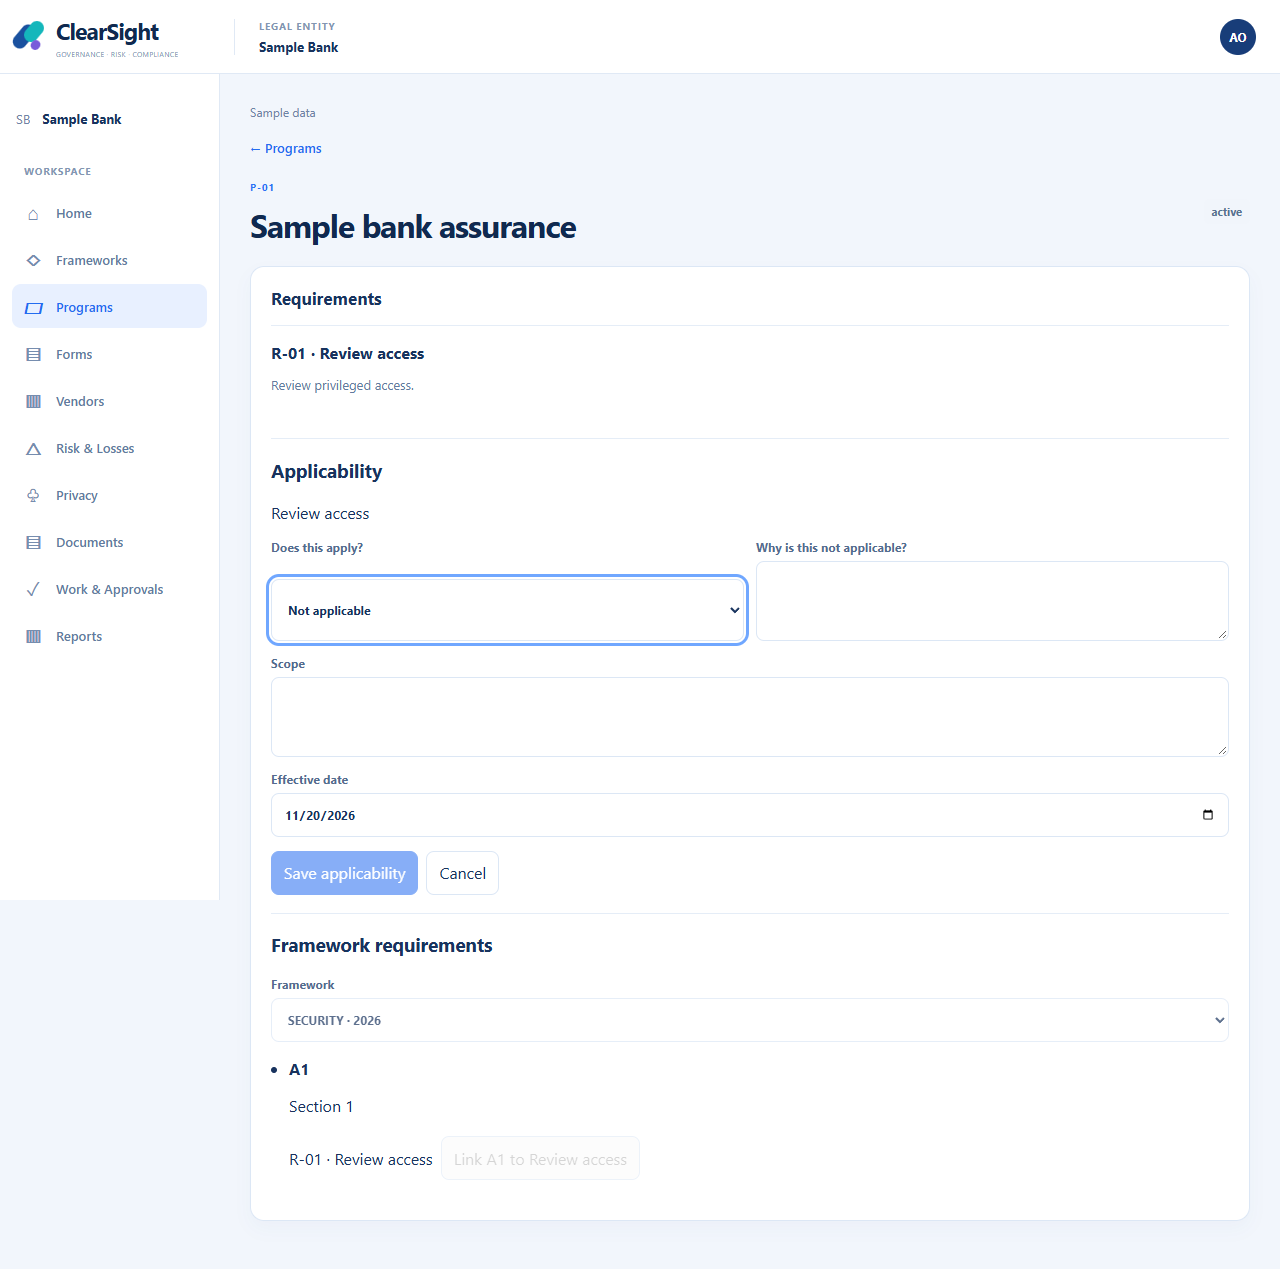 ClearSight
GOVERNANCE · RISK · COMPLIANCE
LEGAL ENTITY
Sample Bank
AO
SB Sample Bank
WORKSPACE
Home
Frameworks
Programs
Forms
Vendors
Risk & Losses
Privacy
Documents
Work & Approvals
Reports
Sample data
← Programs
P-01
Sample bank assurance
active
Requirements
R-01 · Review access
Review privileged access.
Applicability
Review access
Does this apply?
Not applicable
Why is this not applicable?
Scope
Effective date
11/20/2026
Save applicability
Cancel
Framework requirements
Framework
SECURITY · 2026
• A1
Section 1
R-01 · Review access
Link A1 to Review access